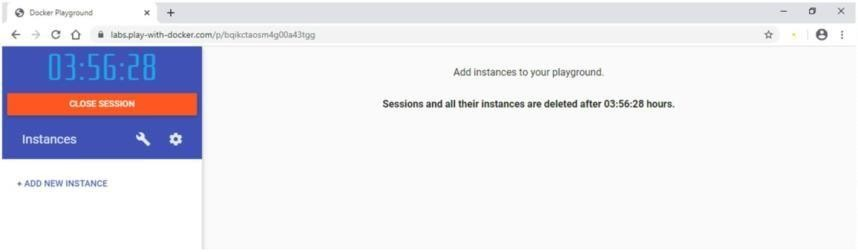 Docker Playground
labs.play-with-docker.com/p/bqikctaosm4g00a43tgg
03:56:28
CLOSE SESSION
Instances
+ ADD NEW INSTANCE
Add instances to your playground.
Sessions and all their instances are deleted after 03:56:28 hours.